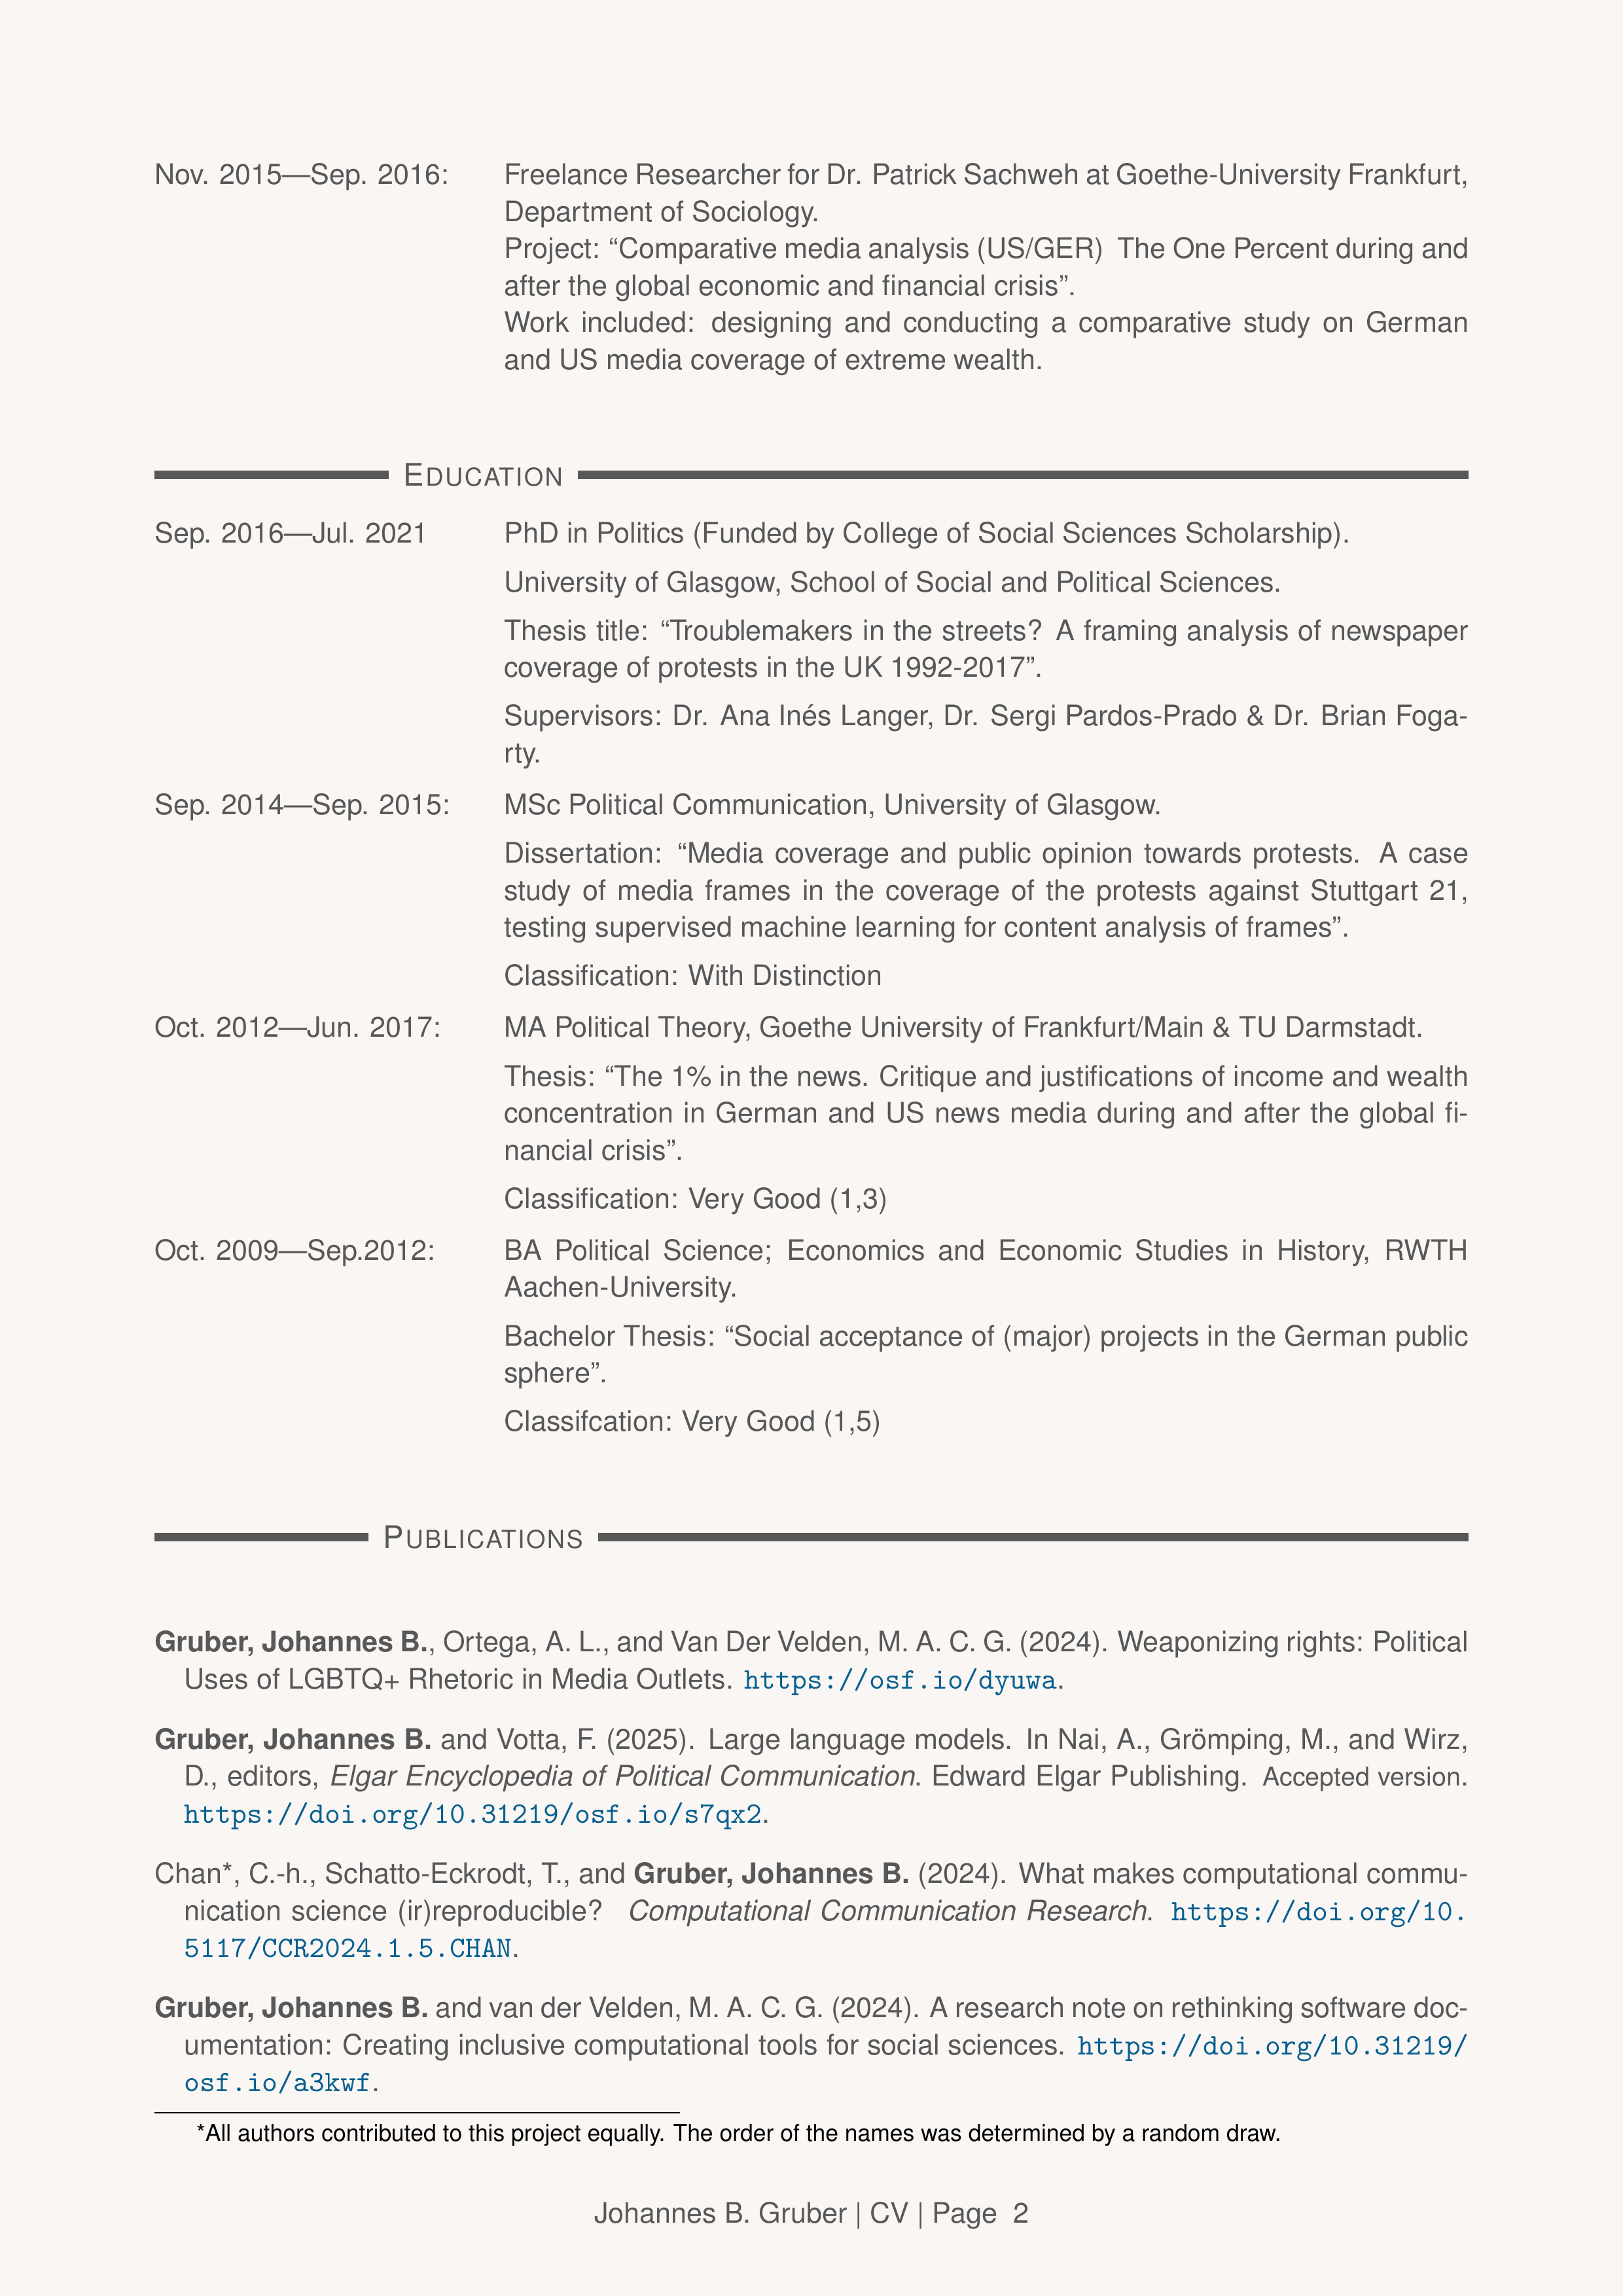 Nov. 2015—Sep. 2016:
Freelance Researcher for Dr. Patrick Sachweh at Goethe-University Frankfurt,
Department of Sociology.
Project: “Comparative media analysis (US/GER) The One Percent during and
after the global economic and financial crisis”.
Work included: designing and conducting a comparative study on German
and US media coverage of extreme wealth.
EDUCATION
Sep. 2016—Jul. 2021
PhD in Politics (Funded by College of Social Sciences Scholarship).
University of Glasgow, School of Social and Political Sciences.
Thesis title: “Troublemakers in the streets? A framing analysis of newspaper
coverage of protests in the UK 1992-2017”.
Supervisors: Dr. Ana Inés Langer, Dr. Sergi Pardos-Prado & Dr. Brian Foga-
rty.
Sep. 2014—Sep. 2015:
MSc Political Communication, University of Glasgow.
Dissertation: “Media coverage and public opinion towards protests. A case
study of media frames in the coverage of the protests against Stuttgart 21,
testing supervised machine learning for content analysis of frames”.
Classification: With Distinction
Oct. 2012—Jun. 2017:
MA Political Theory, Goethe University of Frankfurt/Main & TU Darmstadt.
Thesis: “The 1% in the news. Critique and justifications of income and wealth
concentration in German and US news media during and after the global fi-
nancial crisis”.
Classification: Very Good (1,3)
Oct. 2009—Sep.2012:
BA Political Science; Economics and Economic Studies in History, RWTH
Aachen-University.
Bachelor Thesis: “Social acceptance of (major) projects in the German public
sphere”.
Classifcation: Very Good (1,5)
PUBLICATIONS
Gruber, Johannes B., Ortega, A. L., and Van Der Velden, M. A. C. G. (2024). Weaponizing rights: Political
Uses of LGBTQ+ Rhetoric in Media Outlets. https://osf.io/dyuwa.
Gruber, Johannes B. and Votta, F. (2025). Large language models. In Nai, A., Grömping, M., and Wirz,
D., editors, Elgar Encyclopedia of Political Communication. Edward Elgar Publishing. Accepted version.
https://doi.org/10.31219/osf.io/s7qx2.
Chan*, C.-h., Schatto-Eckrodt, T., and Gruber, Johannes B. (2024). What makes computational commu-
nication science (ir)reproducible? Computational Communication Research. https://doi.org/10.
5117/CCR2024.1.5.CHAN.
Gruber, Johannes B. and van der Velden, M. A. C. G. (2024). A research note on rethinking software doc-
umentation: Creating inclusive computational tools for social sciences. https://doi.org/10.31219/
osf.io/a3kwf.
*All authors contributed to this project equally. The order of the names was determined by a random draw.
Johannes B. Gruber | CV | Page 2